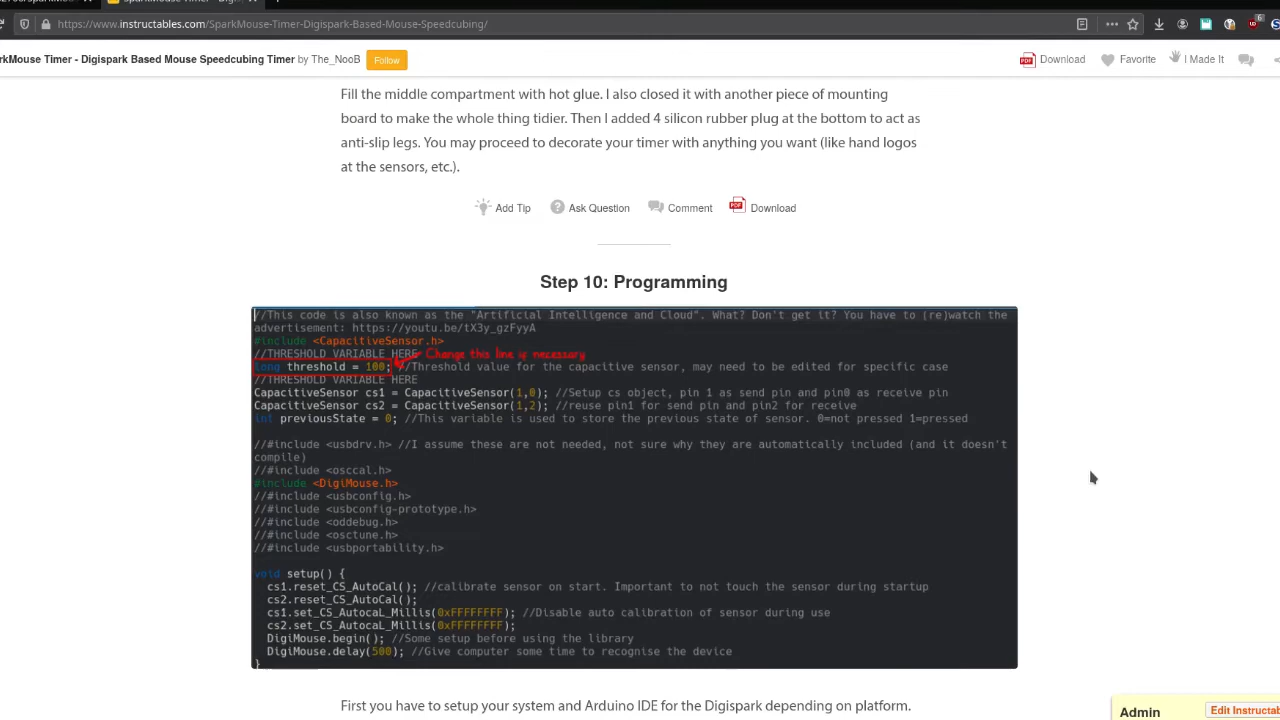 SparkMouse Timer - Digispark
https://www.instructables.com/SparkMouse-Timer-Digispark-Based-Mouse-Speedcubing/
rkMouse Timer - Digispark Based Mouse Speedcubing Timer by The_NooB
Follow
Download
Favorite
I Made It
Fill the middle compartment with hot glue. I also closed it with another piece of mounting
board to make the whole thing tidier. Then I added 4 silicon rubber plug at the bottom to act as
anti-slip legs. You may proceed to decorate your timer with anything you want (like hand logos
at the sensors, etc.).
Add Tip
Ask Question
Comment
PDF
Download
Step 10: Programming
//This code is also known as the "Artificial Intelligence and Cloud". What? Don't get it? You have to (re)watch the
advertisement: https://youtu.be/tX3y_gzFyyA
#include <CapacitiveSensor.h>
//THRESHOLD VARIABLE HERE
Change this line if necessary
long threshold = 100; //Threshold value for the capacitive sensor, may need to be edited for specific case
//THRESHOLD VARIABLE HERE
CapacitiveSensor cs1 = CapacitiveSensor(1,0); //Setup cs object, pin 1 as send pin and pin0 as receive pin
CapacitiveSensor cs2 = CapacitiveSensor(1,2); //reuse pin1 for send pin and pin2 for receive
int previousState = 0; //This variable is used to store the previous state of sensor. 0=not pressed 1=pressed
//#include <usbdrv.h> //I assume these are not needed, not sure why they are automatically included (and it doesn't
compile)
//#include <osccal.h>
#include <DigiMouse.h>
//#include <usbconfig.h>
//#include <usbconfig-prototype.h>
//#include <oddebug.h>
//#include <osctune.h>
//#include <usbportability.h>
void setup() {
cs1.reset_CS_AutoCal(); //calibrate sensor on start. Important to not touch the sensor during startup
cs2.reset_CS_AutoCal();
cs1.set_CS_AutocaL_Millis(0xFFFFFFFF); //Disable auto calibration of sensor during use
cs2.set_CS_AutocaL_Millis(0xFFFFFFFF);
DigiMouse.begin(); //Some setup before using the library
DigiMouse.delay(500); //Give computer some time to recognise the device
}
First you have to setup your system and Arduino IDE for the Digispark depending on platform.
Admin
Edit Instructab